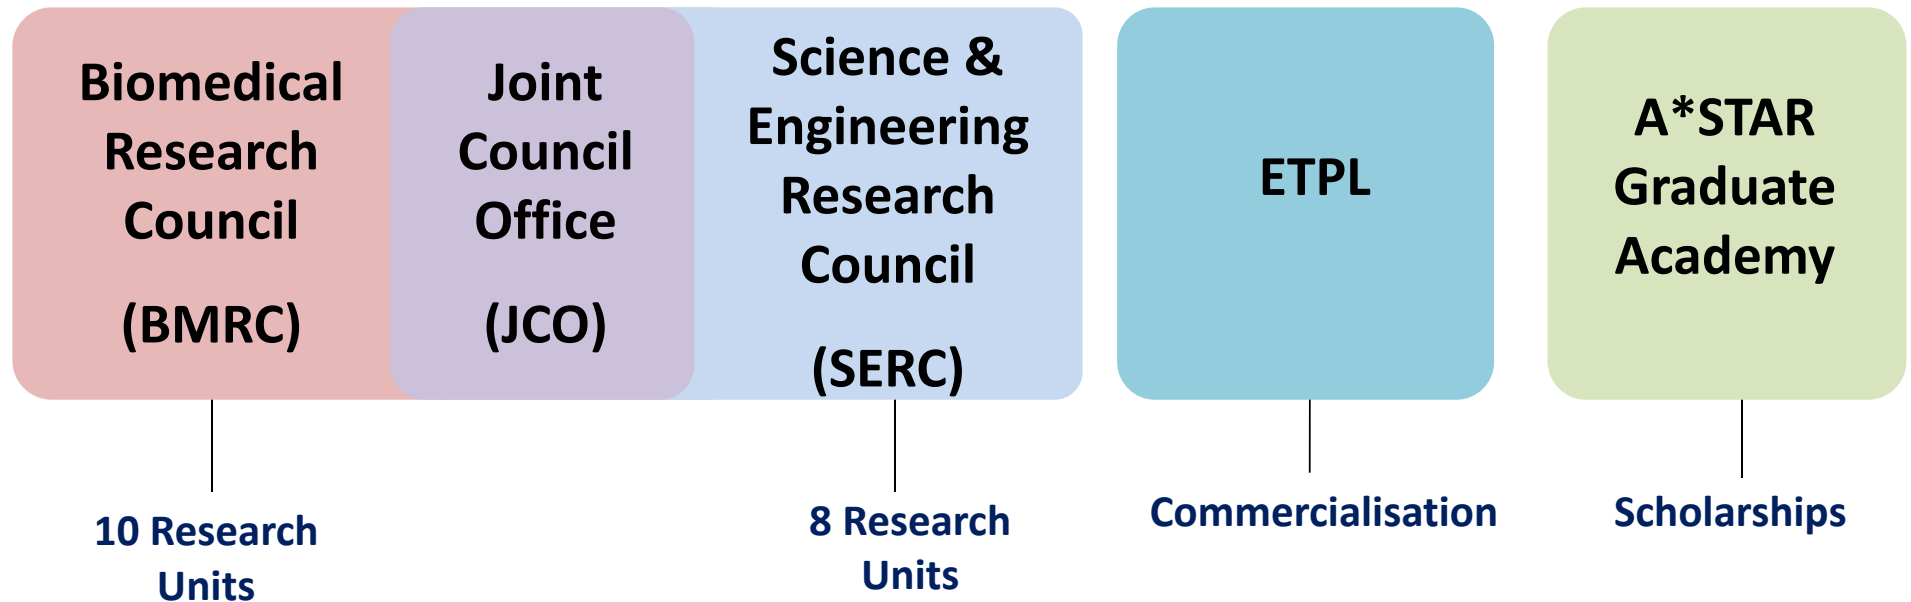 Biomedical
Research
Council
(BMRC)
Joint
Council
Office
(JCO)
Science &
Engineering
Research
Council
(SERC)
ETPL
A*STAR
Graduate
Academy
10 Research
Units
8 Research
Units
Commercialisation
Scholarships